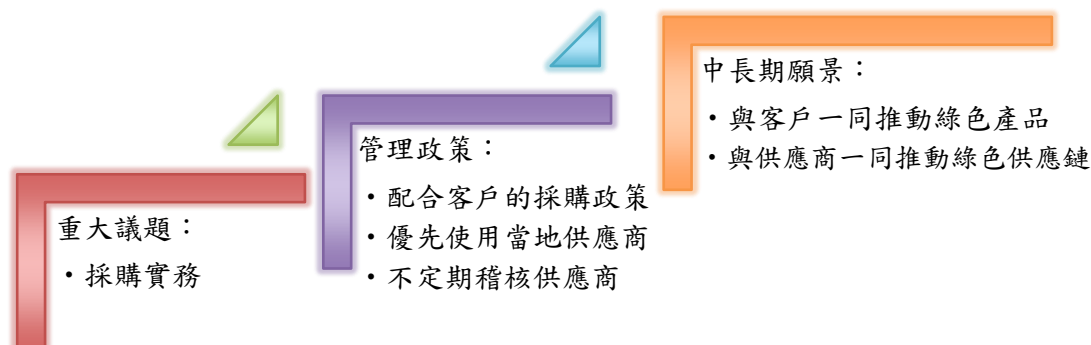 重大議題：
・採購實務
管理政策：
・配合客戶的採購政策
・優先使用當地供應商
・不定期稽核供應商
中長期願景：
・與客戶一同推動綠色產品
・與供應商一同推動綠色供應鏈